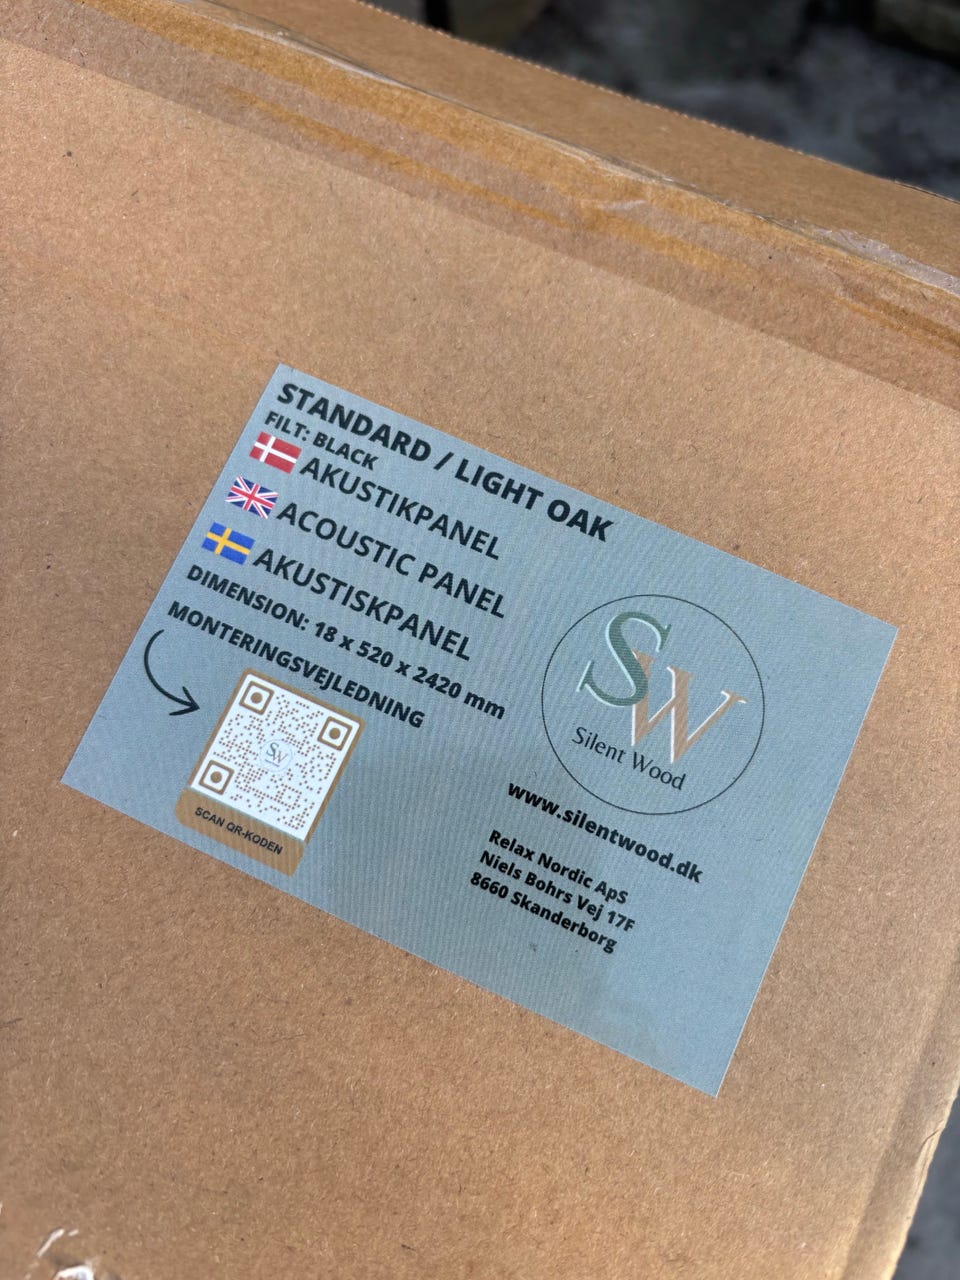 STANDARD / LIGHT OAK
FILT: BLACK
AKUSTIKPANEL
ACOUSTIC PANEL
AKUSTISKPANEL
DIMENSION: 18 x 520 x 2420 mm
MONTERINGSVEJLEDNING
SW
SCAN QR-KODEN
SW
Silent Wood
www.silentwood.dk
Relax Nordic ApS
Niels Bohrs Vej 17F
8660 Skanderborg